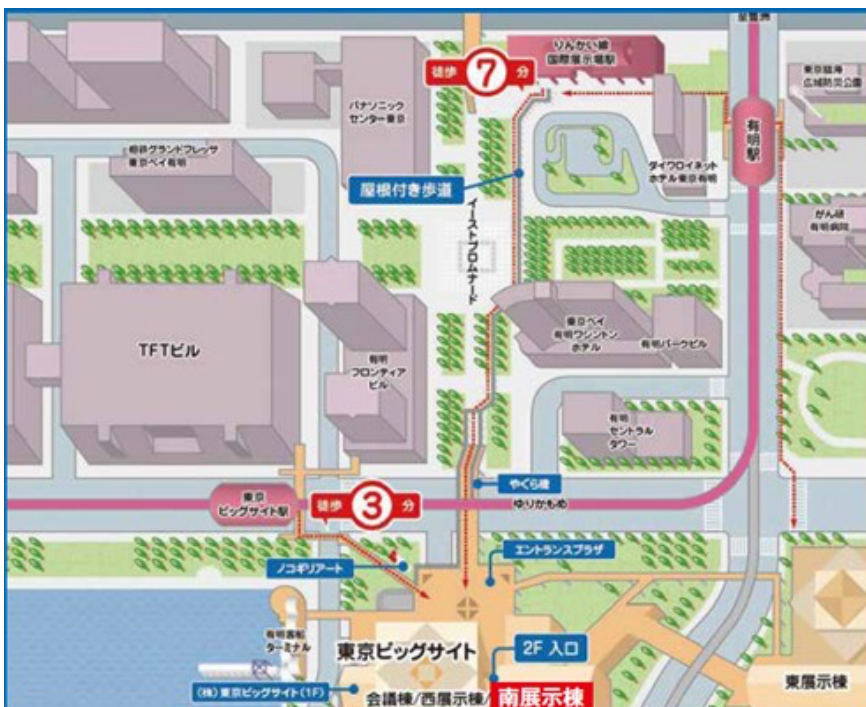 至豊洲
りんかい線
国際展示場駅
徒歩 7 分
パナソニック
センター東京
東京臨海
広域防災公園
有明駅
相鉄グランドフレッサ
東京ベイ有明
ダイワロイネット
ホテル東京有明
屋根付き歩道
がん研
有明病院
イーストプロムナード
TFTビル
東京ベイ
有明ワシントン
ホテル
有明パークビル
有明
フロンティア
ビル
有明
セントラル
タワー
やぐら橋
東京
ビッグサイト駅
徒歩 3 分
ゆりかもめ
ノコギリアート
エントランスプラザ
有明客船
ターミナル
東京ビッグサイト
2F 入口
(株)東京ビッグサイト(1F)
会議棟/西展示棟/
南展示棟
東展示棟